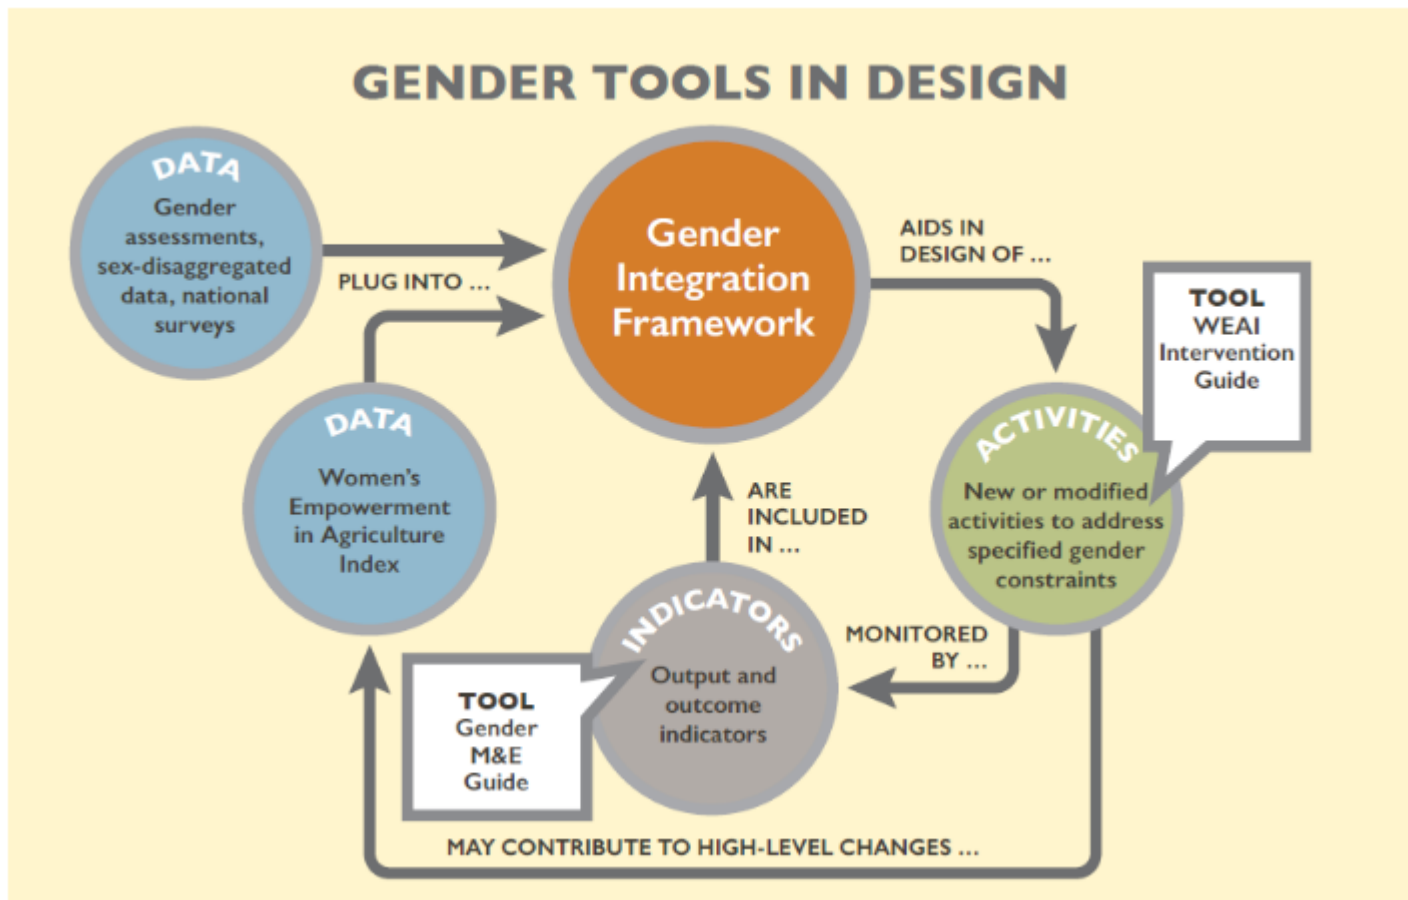 GENDER TOOLS IN DESIGN
DATA
Gender
assessments,
sex-disaggregated
data, national
surveys
PLUG INTO ...
Gender
Integration
Framework
AIDS IN
DESIGN OF ...
TOOL
WEAI
Intervention
Guide
ACTIVITIES
New or modified
activities to address
specified gender
constraints
DATA
Women's
Empowerment
in Agriculture
Index
ARE
INCLUDED
IN ...
MONITORED
BY ...
INDICATORS
Output and
outcome
indicators
TOOL
Gender
M&E
Guide
MAY CONTRIBUTE TO HIGH-LEVEL CHANGES ...